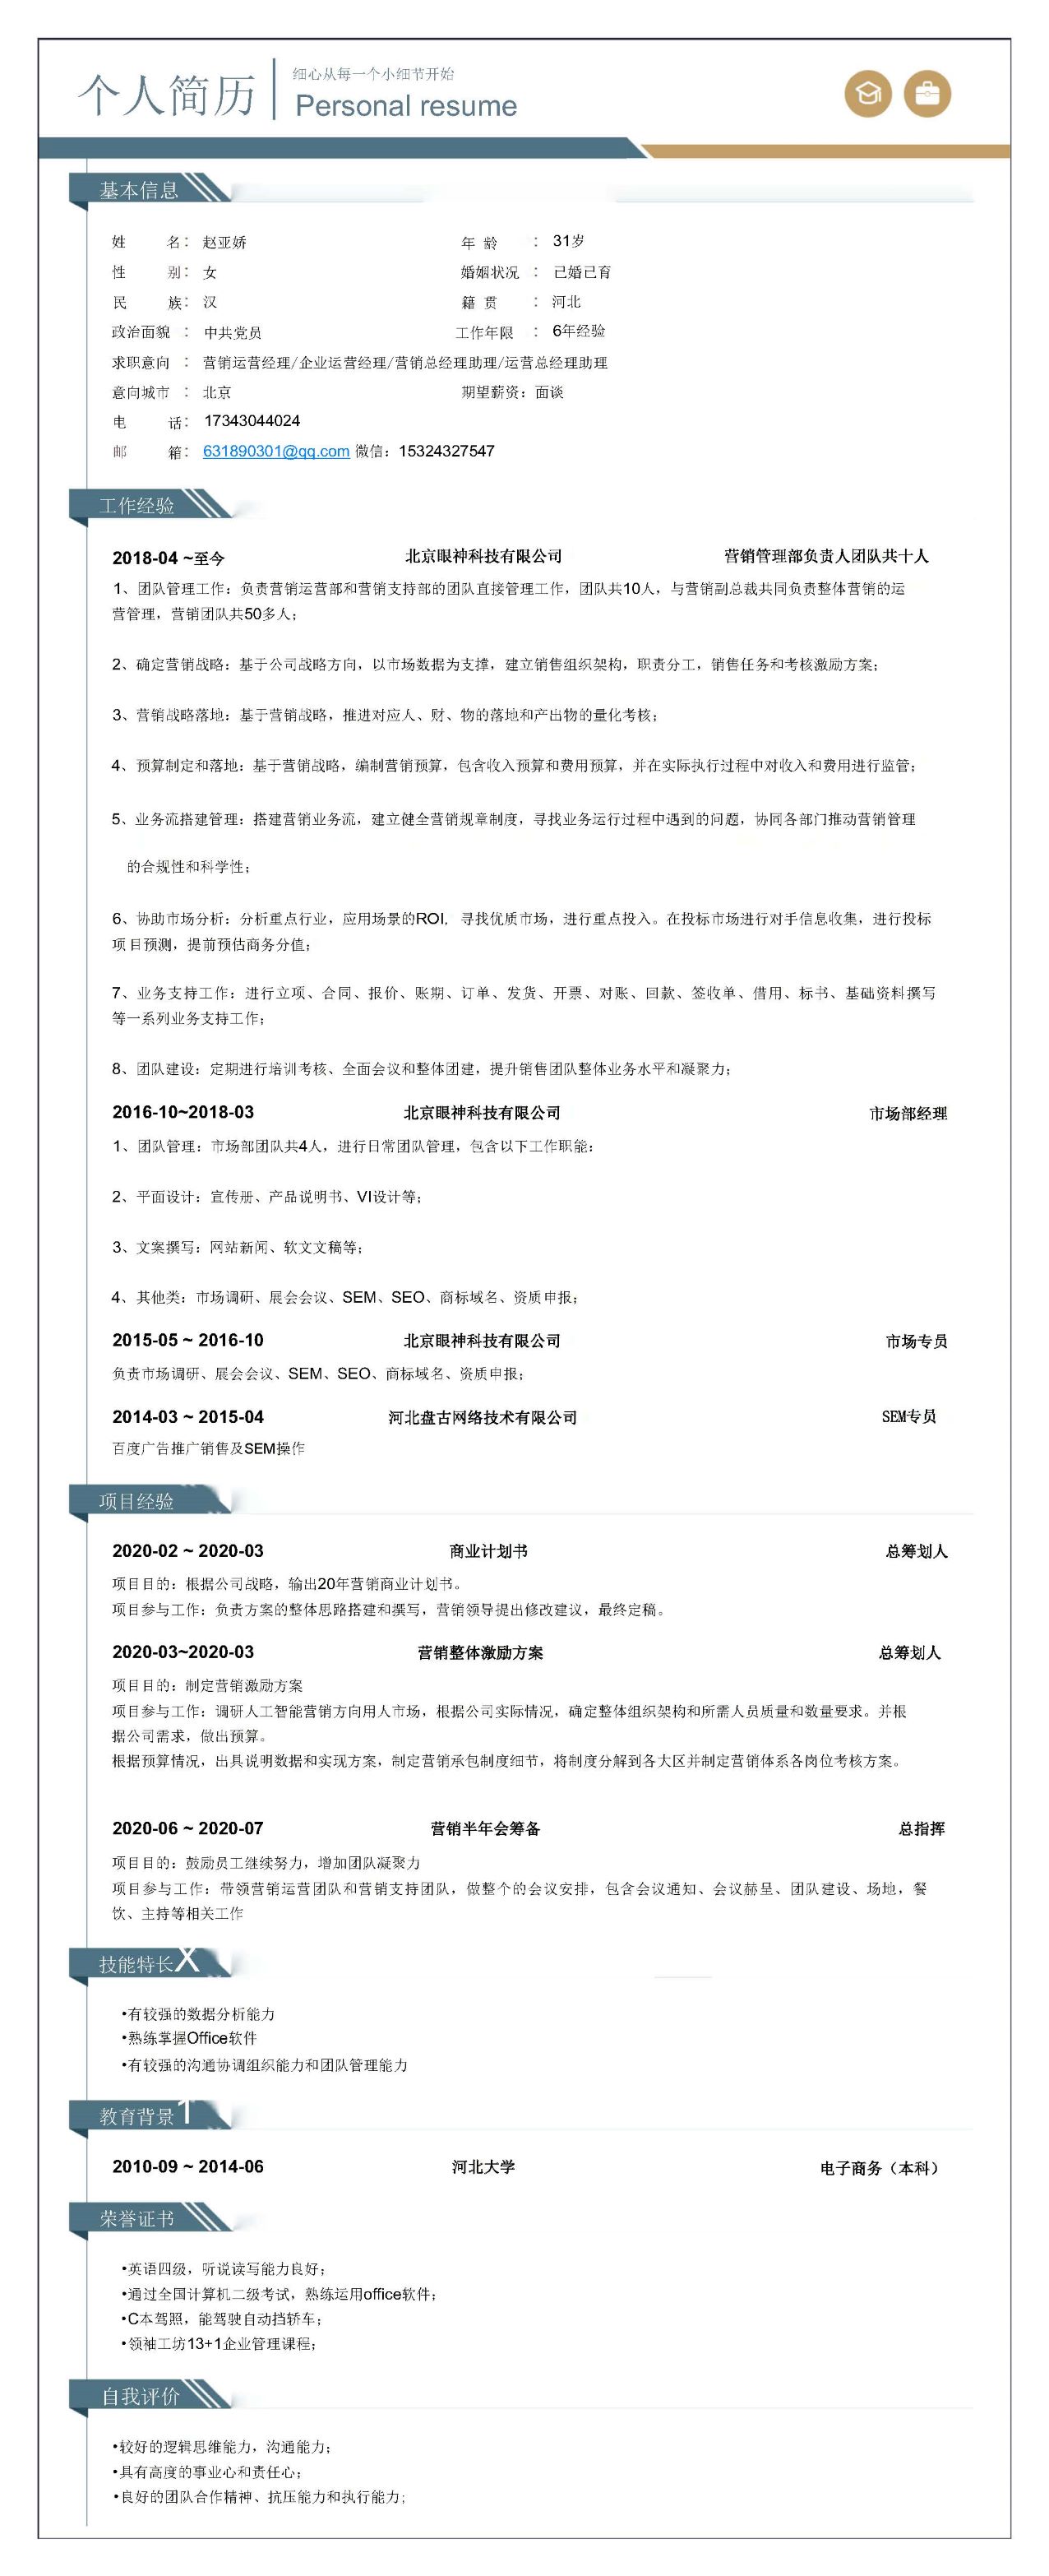 个人简历
细心从每一个小细节开始
Personal resume
基本信息
姓 名： 赵亚娇 年 龄 ： 31岁
性 别： 女 婚姻状况 ： 已婚已育
民 族： 汉 籍 贯 ： 河北
政治面貌 ： 中共党员 工作年限 ： 6年经验
求职意向 ： 营销运营经理/企业运营经理/营销总经理助理/运营总经理助理
意向城市 ： 北京 期望薪资：面谈
电 话： 17343044024
邮 箱： 631890301@qq.com 微信：15324327547
工作经验
2018-04 ~至今 北京眼神科技有限公司 营销管理部负责人团队共十人
1、团队管理工作：负责营销运营部和营销支持部的团队直接管理工作，团队共10人，与营销副总裁共同负责整体营销的运
营管理，营销团队共50多人；
2、确定营销战略：基于公司战略方向，以市场数据为支撑，建立销售组织架构，职责分工，销售任务和考核激励方案；
3、营销战略落地：基于营销战略，推进对应人、财、物的落地和产出物的量化考核；
4、预算制定和落地：基于营销战略，编制营销预算，包含收入预算和费用预算，并在实际执行过程中对收入和费用进行监管；
5、业务流搭建管理：搭建营销业务流，建立健全营销规章制度，寻找业务运行过程中遇到的问题，协同各部门推动营销管理
的合规性和科学性；
6、协助市场分析：分析重点行业，应用场景的ROI， 寻找优质市场，进行重点投入。在投标市场进行对手信息收集，进行投标
项目预测，提前预估商务分值；
7、业务支持工作：进行立项、合同、报价、账期、订单、发货、开票、对账、回款、签收单、借用、标书、基础资料撰写
等一系列业务支持工作；
8、团队建设：定期进行培训考核、全面会议和整体团建，提升销售团队整体业务水平和凝聚力；
2016-10~2018-03 北京眼神科技有限公司 市场部经理
1、团队管理：市场部团队共4人，进行日常团队管理，包含以下工作职能：
2、平面设计：宣传册、产品说明书、VI设计等；
3、文案撰写：网站新闻、软文文稿等；
4、其他类：市场调研、展会会议、SEM、SEO、商标域名、资质申报；
2015-05 ~ 2016-10 北京眼神科技有限公司 市场专员
负责市场调研、展会会议、SEM、SEO、商标域名、资质申报；
2014-03 ~ 2015-04 河北盘古网络技术有限公司 SEM专员
百度广告推广销售及SEM操作
项目经验
2020-02 ~ 2020-03 商业计划书 总筹划人
项目目的：根据公司战略，输出20年营销商业计划书。
项目参与工作：负责方案的整体思路搭建和撰写，营销领导提出修改建议，最终定稿。
2020-03~2020-03 营销整体激励方案 总筹划人
项目目的：制定营销激励方案
项目参与工作：调研人工智能营销方向用人市场，根据公司实际情况，确定整体组织架构和所需人员质量和数量要求。并根
据公司需求，做出预算。
根据预算情况，出具说明数据和实现方案，制定营销承包制度细节，将制度分解到各大区并制定营销体系各岗位考核方案。
2020-06 ~ 2020-07 营销半年会筹备 总指挥
项目目的：鼓励员工继续努力，增加团队凝聚力
项目参与工作：带领营销运营团队和营销支持团队，做整个的会议安排，包含会议通知、会议赫呈、团队建设、场地，餐
饮、主持等相关工作
技能特长X
•有较强的数据分析能力
•熟练掌握Office软件
•有较强的沟通协调组织能力和团队管理能力
教育背景1
2010-09 ~ 2014-06 河北大学 电子商务（本科）
荣誉证书
•英语四级，听说读写能力良好；
•通过全国计算机二级考试，熟练运用office软件；
•C本驾照，能驾驶自动挡轿车；
•领袖工坊13+1企业管理课程；
自我评价
•较好的逻辑思维能力，沟通能力；
•具有高度的事业心和责任心；
•良好的团队合作精神、抗压能力和执行能力；